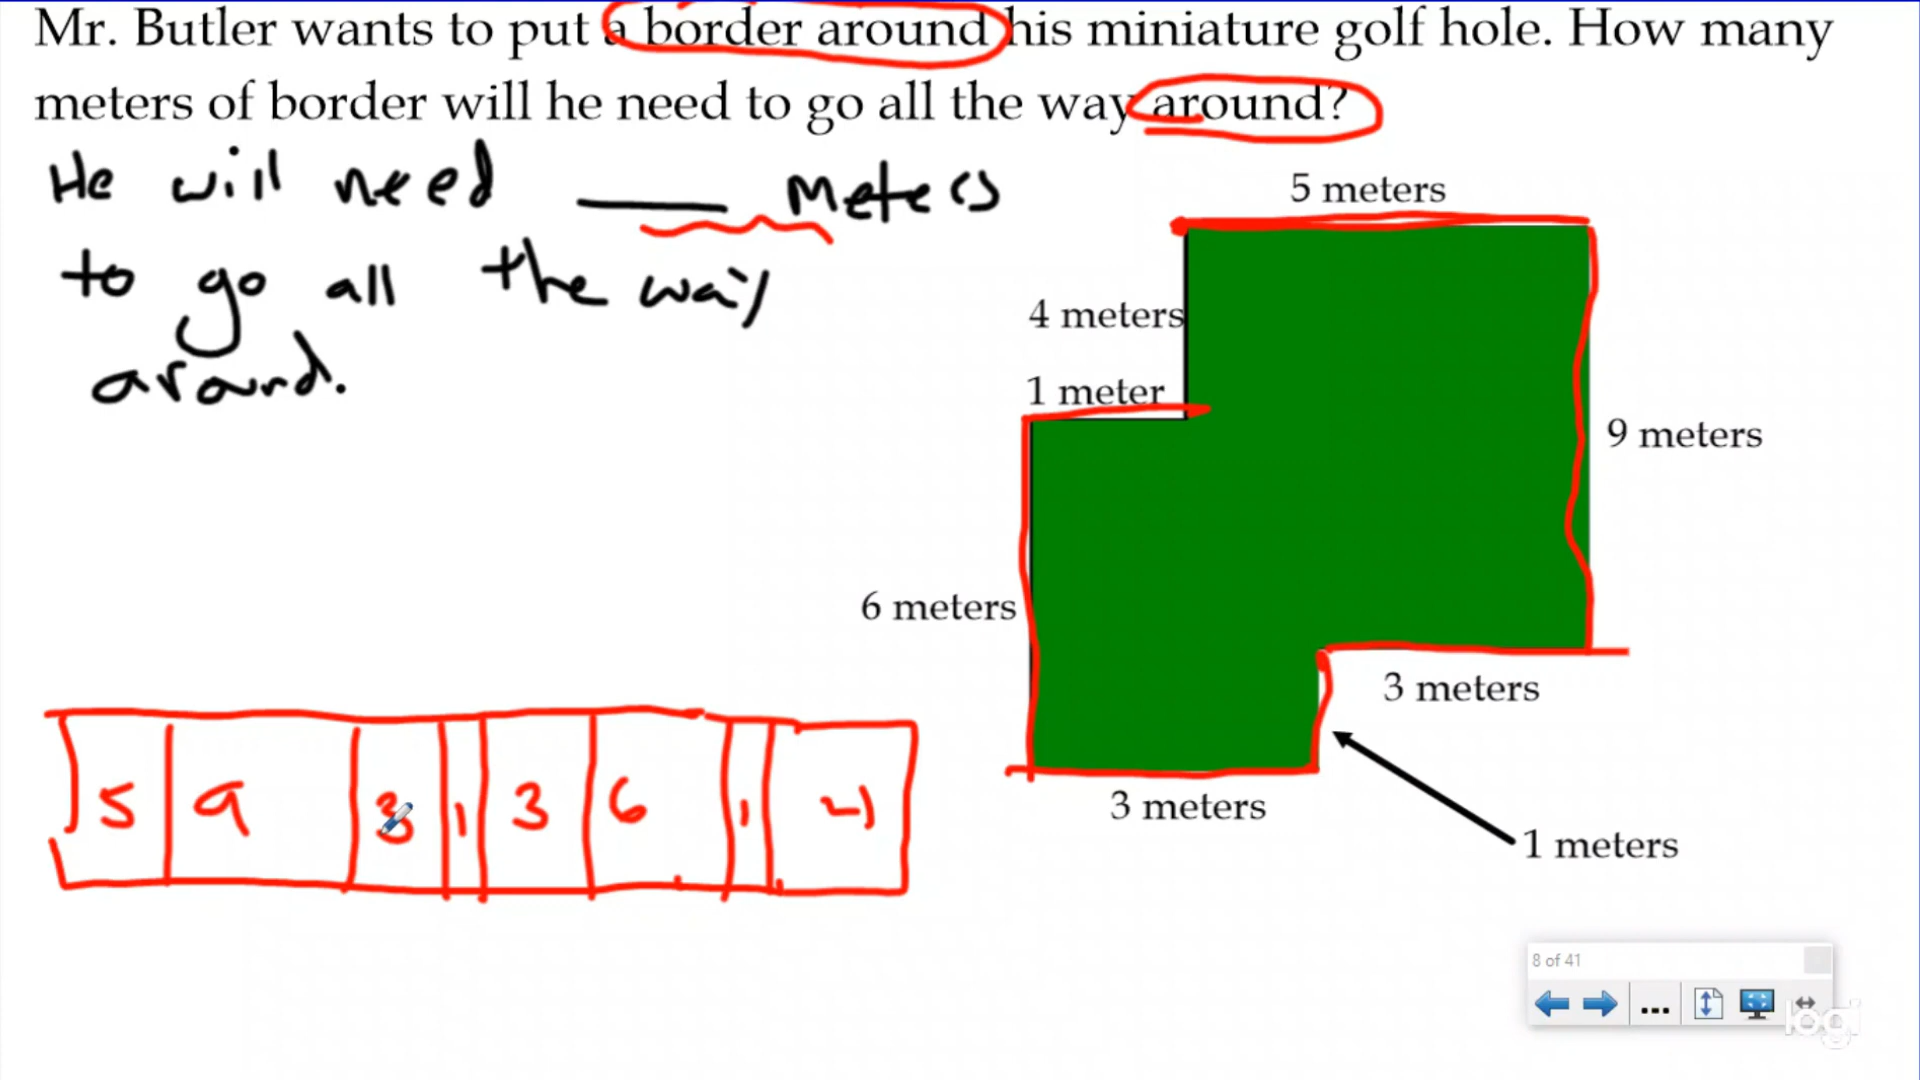 Mr. Butler wants to put a border around his miniature golf hole. How many
meters of border will he need to go all the way around?
He will need ____ meters
to go all the way
around.
5 meters
4 meters
1 meter
9 meters
6 meters
3 meters
3 meters
1 meters
5 9 3 1 3 6 1 4
8 of 41
...
logi